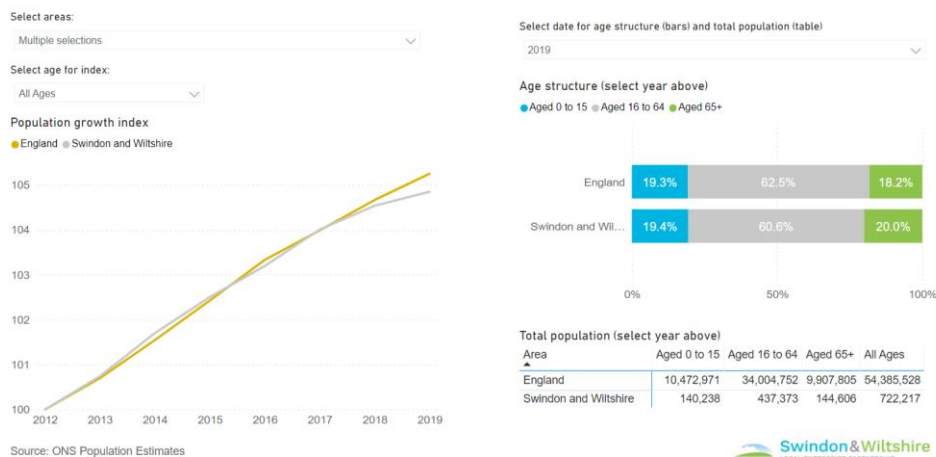 Select areas:
Multiple selections
Select age for index:
All Ages
Population growth index
England Swindon and Wiltshire
105
104
103
102
101
100
2012 2013 2014 2015 2016 2017 2018 2019
Source: ONS Population Estimates
Select date for age structure (bars) and total population (table)
2019
Age structure (select year above)
Aged 0 to 15 Aged 16 to 64 Aged 65+
England 19.3% 62.5% 18.2%
Swindon and Wil... 19.4% 60.6% 20.0%
0% 50% 100%
Total population (select year above)
Area Aged 0 to 15 Aged 16 to 64 Aged 65+ All Ages
England 10,472,971 34,004,752 9,907,805 54,385,528
Swindon and Wiltshire 140,238 437,373 144,606 722,217
Swindon&Wiltshire